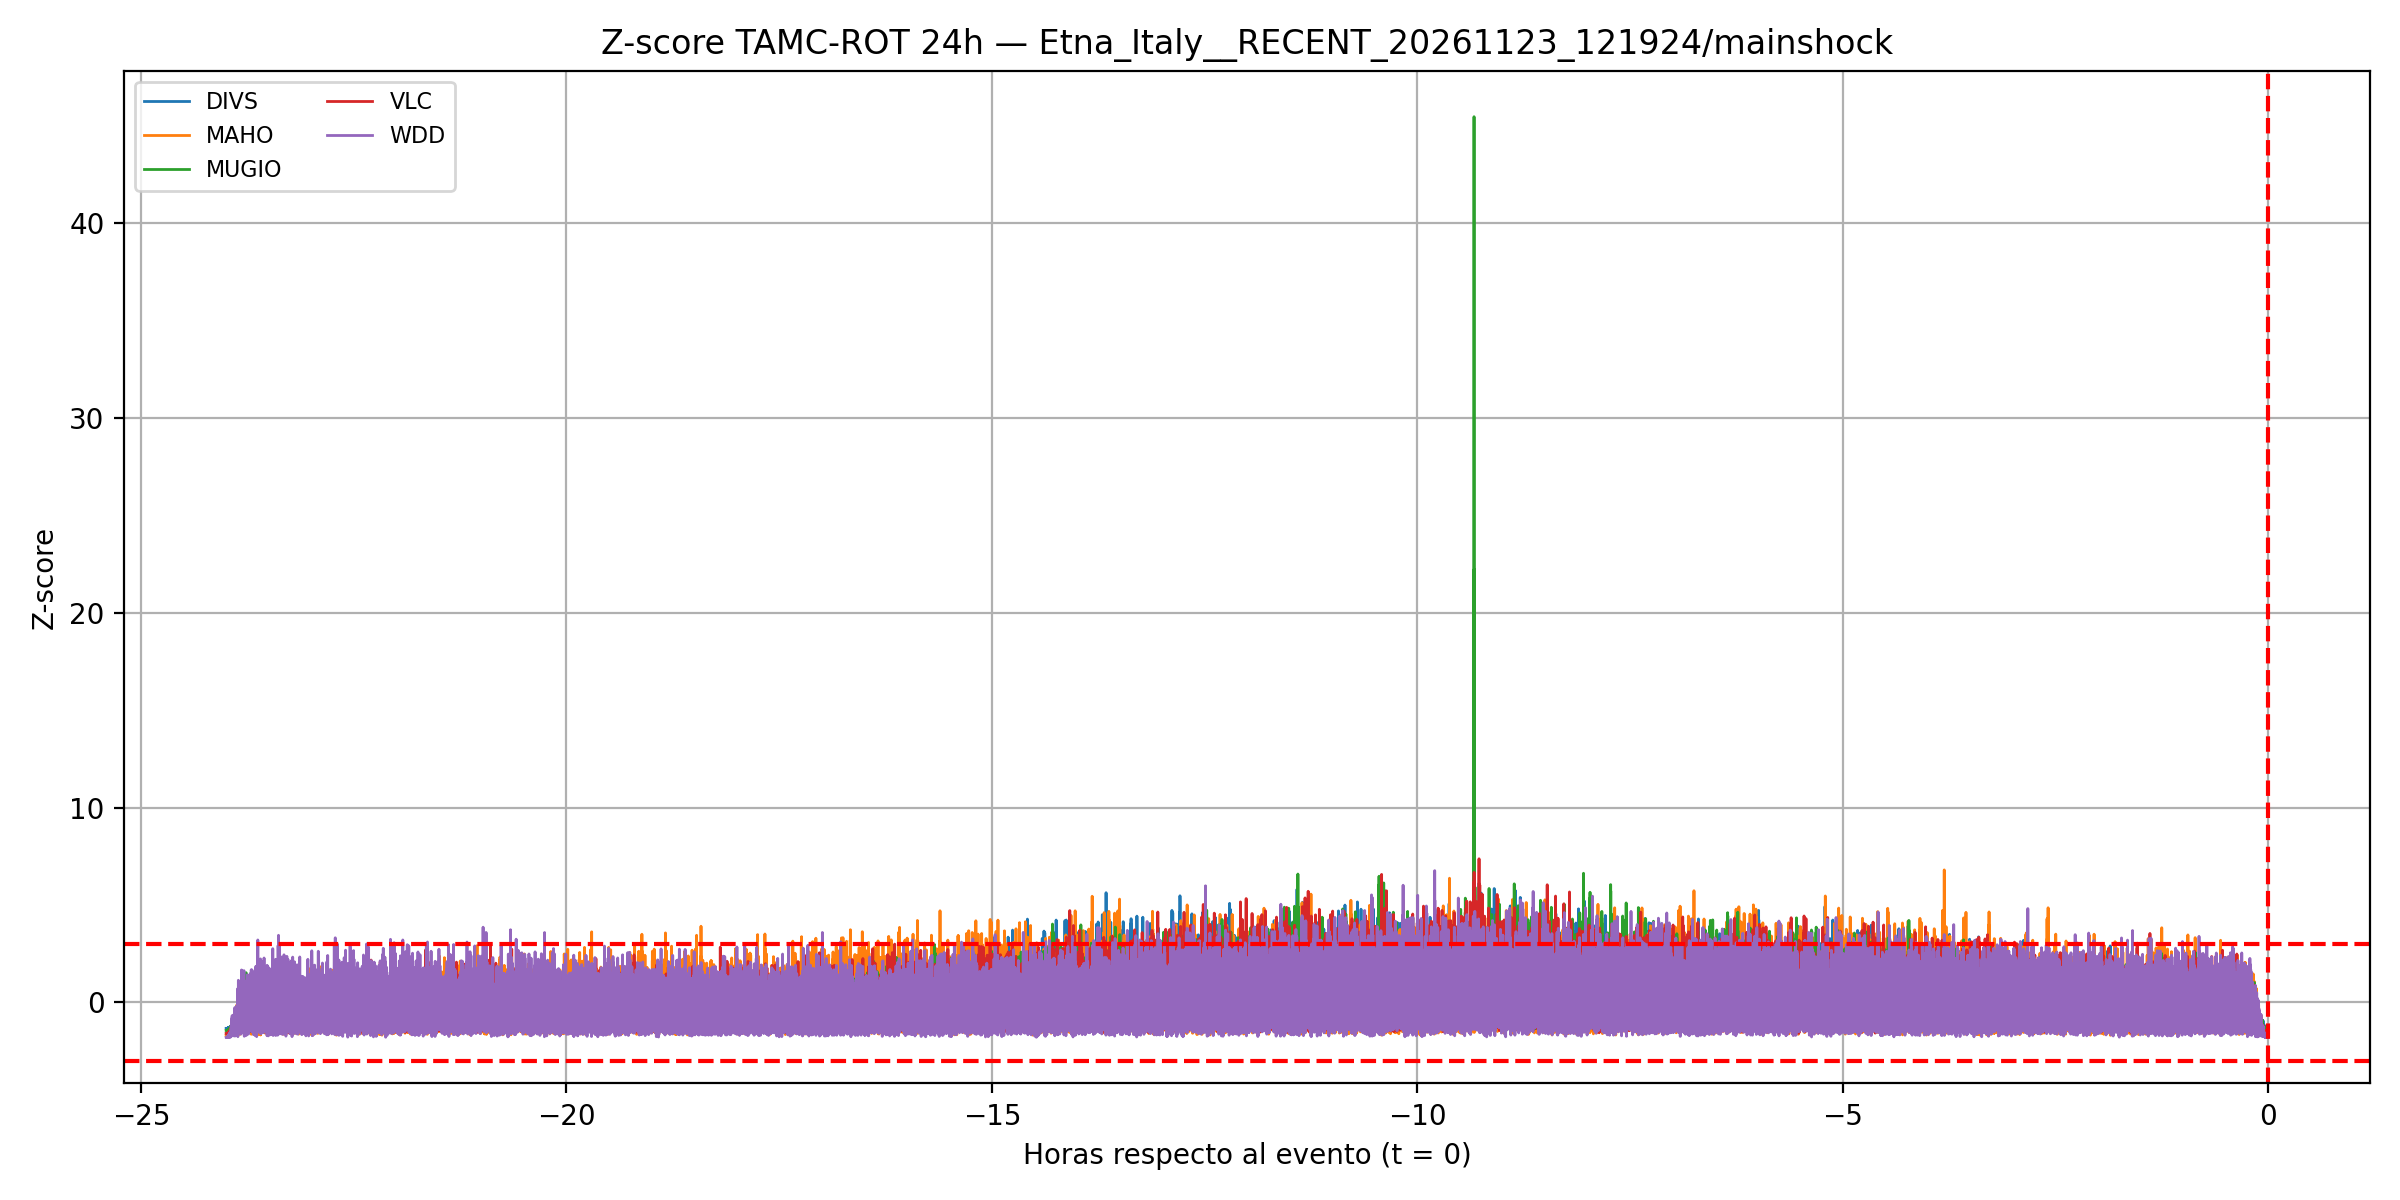 Z-score TAMC-ROT 24h — Etna_Italy__RECENT_20261123_121924/mainshock
DIVS
MAHO
MUGIO
VLC
WDD
Z-score
40
30
20
10
0
−25
−20
−15
−10
−5
0
Horas respecto al evento (t = 0)